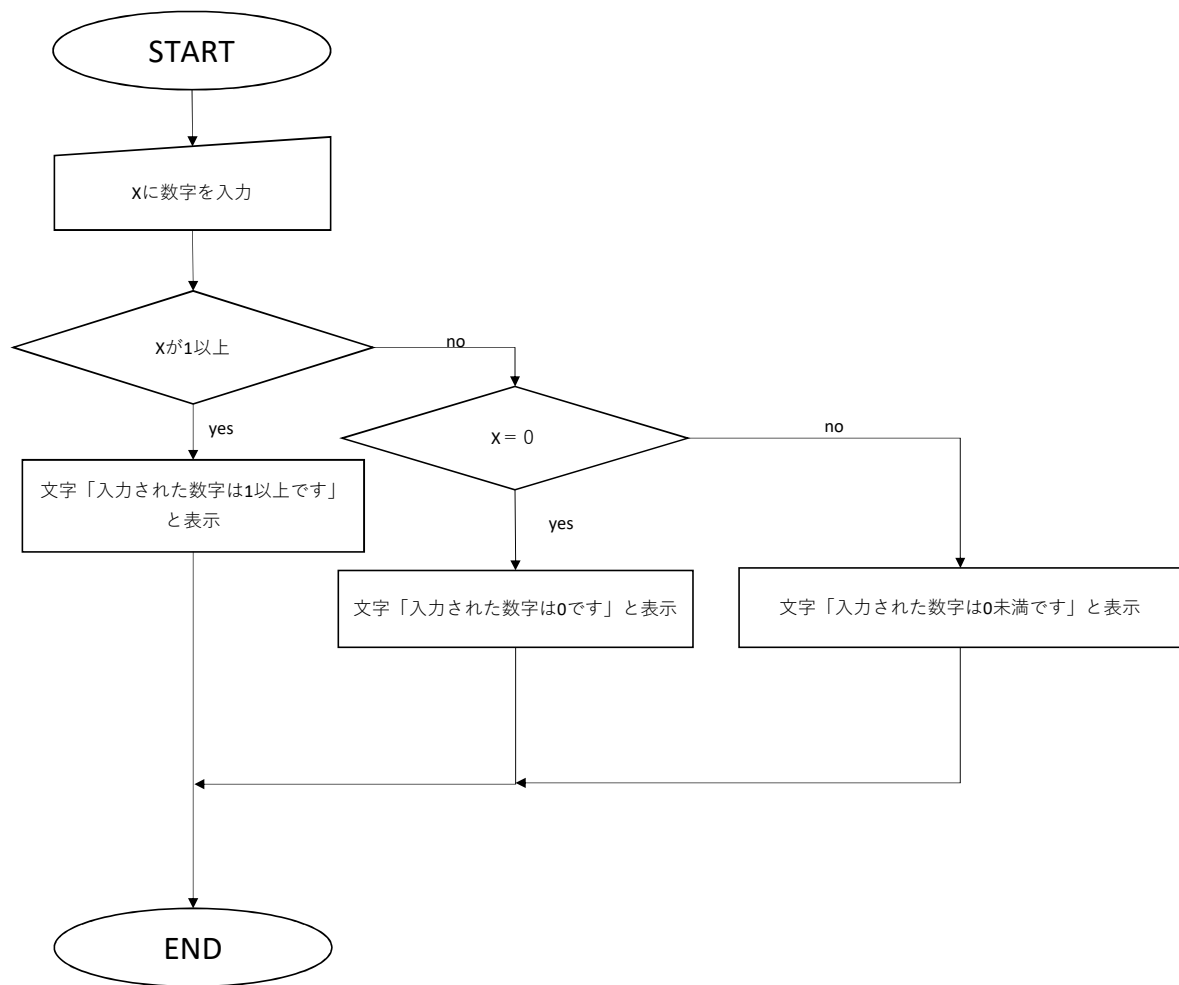 START
Xに数字を入力
Xが1以上
no
yes
X = 0
no
yes
文字「入力された数字は1以上です」
と表示
文字「入力された数字は0です」と表示
文字「入力された数字は0未満です」と表示
END